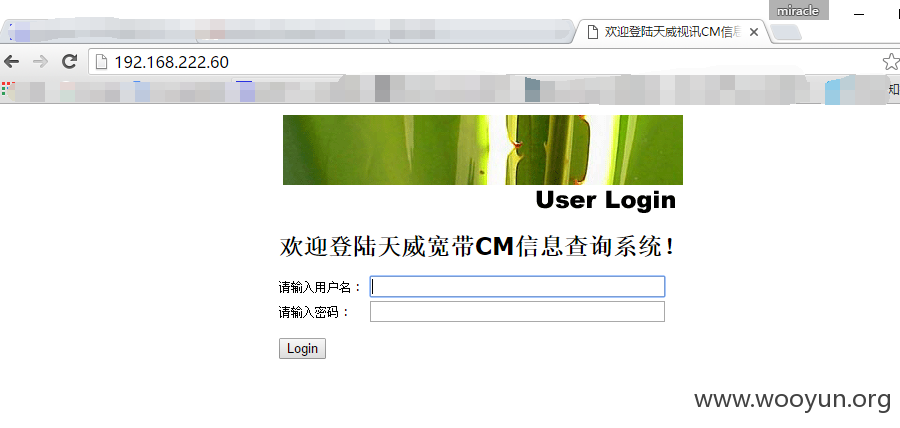 miracle
欢迎登陆天威视讯CM信息
192.168.222.60
知
User Login
欢迎登陆天威宽带CM信息查询系统！
请输入用户名：
请输入密码：
Login
www.wooyun.org